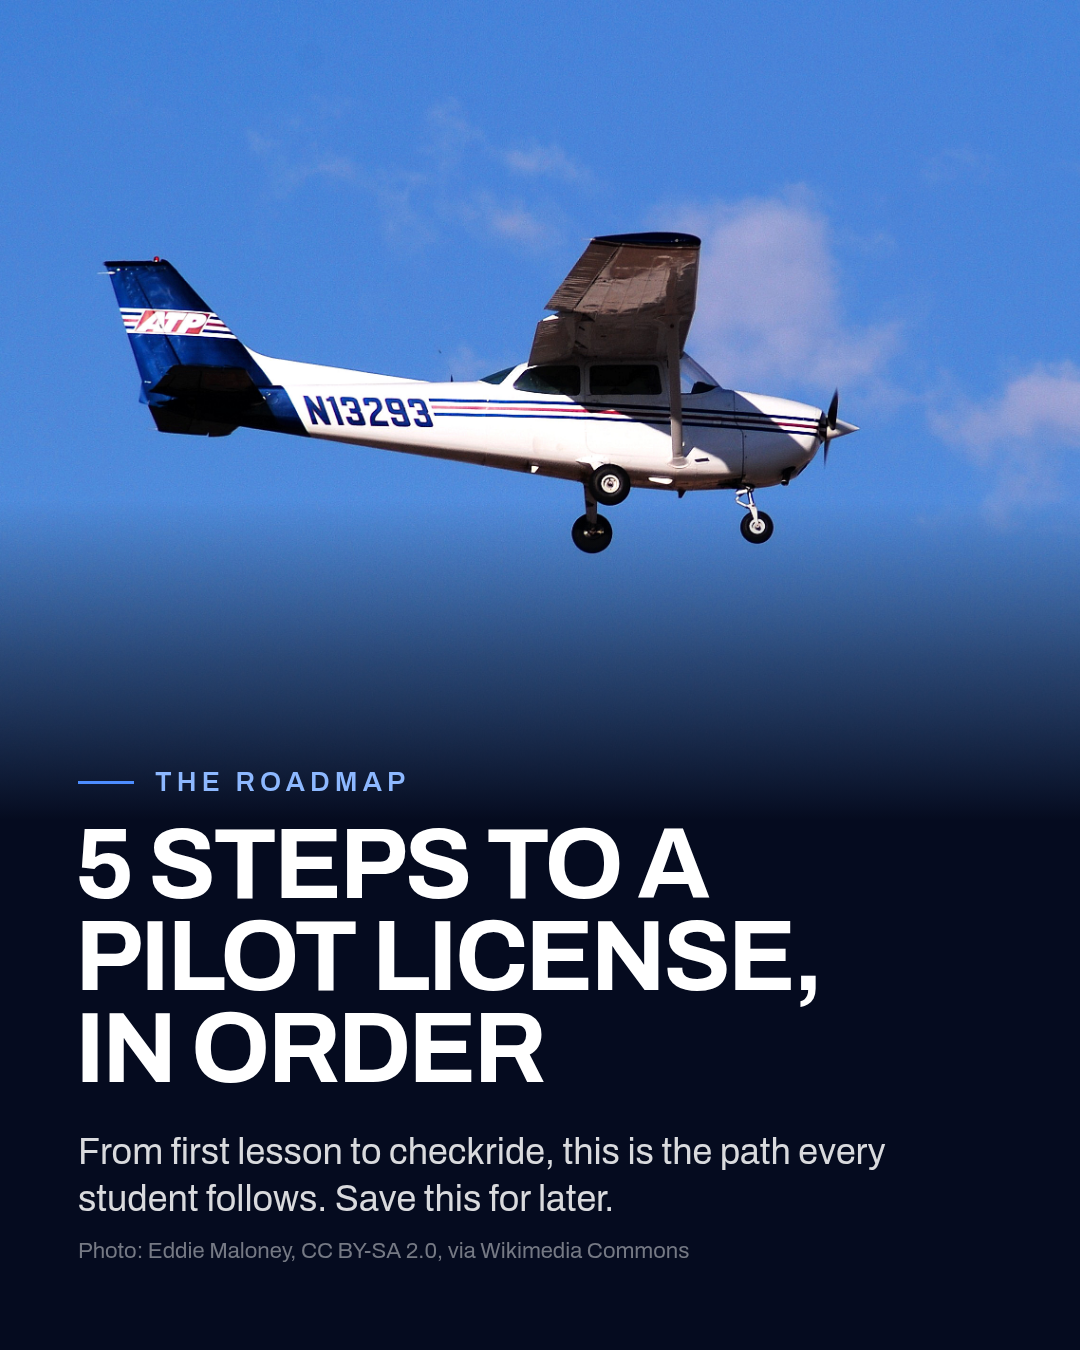 ATP
N13293
THE ROADMAP
5 STEPS TO A
PILOT LICENSE,
IN ORDER
From first lesson to checkride, this is the path every
student follows. Save this for later.
Photo: Eddie Maloney, CC BY-SA 2.0, via Wikimedia Commons